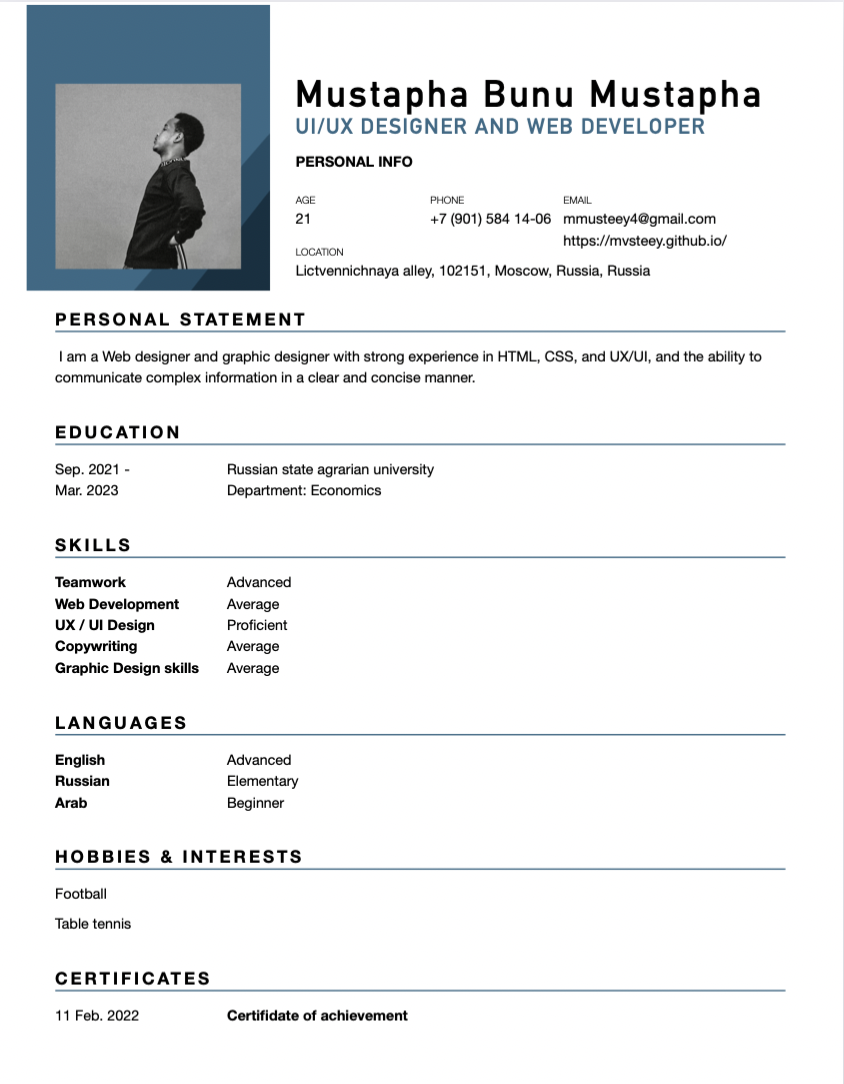 Mustapha Bunu Mustapha
UI/UX DESIGNER AND WEB DEVELOPER
PERSONAL INFO
AGE
21
PHONE
+7 (901) 584 14-06
EMAIL
mmusteey4@gmail.com
https://mvsteey.github.io/
LOCATION
Lictvennichnaya alley, 102151, Moscow, Russia, Russia
PERSONAL STATEMENT
I am a Web designer and graphic designer with strong experience in HTML, CSS, and UX/UI, and the ability to
communicate complex information in a clear and concise manner.
EDUCATION
Sep. 2021 -
Mar. 2023
Russian state agrarian university
Department: Economics
SKILLS
Teamwork Advanced
Web Development Average
UX / UI Design Proficient
Copywriting Average
Graphic Design skills Average
LANGUAGES
English Advanced
Russian Elementary
Arab Beginner
HOBBIES & INTERESTS
Football
Table tennis
CERTIFICATES
11 Feb. 2022 Certifidate of achievement